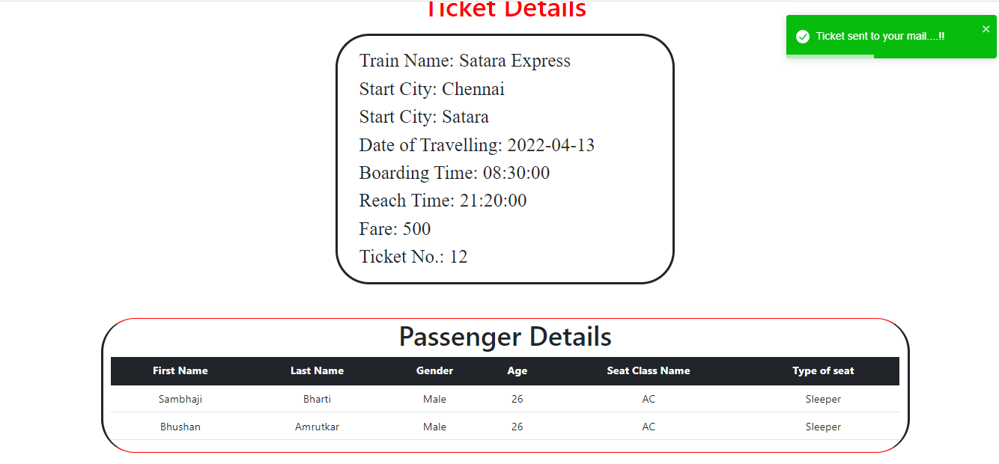 Ticket Details
Ticket sent to your mail....!!
Train Name: Satara Express
Start City: Chennai
Start City: Satara
Date of Travelling: 2022-04-13
Boarding Time: 08:30:00
Reach Time: 21:20:00
Fare: 500
Ticket No.: 12
Passenger Details
First Name Last Name Gender Age Seat Class Name Type of seat
Sambhaji Bharti Male 26 AC Sleeper
Bhushan Amrutkar Male 26 AC Sleeper